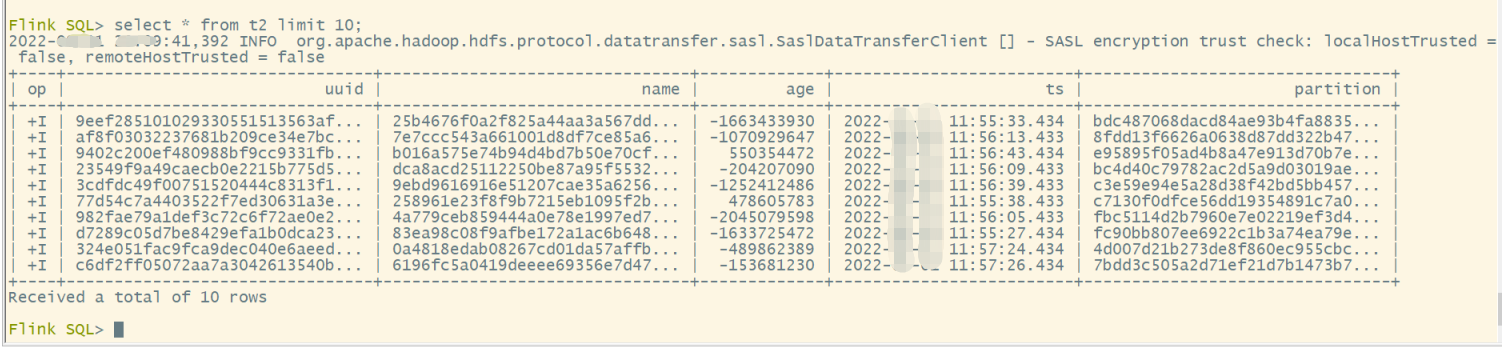 Flink SQL> select * from t2 limit 10;
2022- :41,392 INFO org.apache.hadoop.hdfs.protocol.datatransfer.sasl.SaslDataTransferClient [] - SASL encryption trust check: localHostTrusted =
false, remoteHostTrusted = false
| op | uuid | name | age | ts | partition |
| +I | 9eef285101029330551513563af... | 25b4676f0a2f825a44aa3a567dd... | -1663433930 | 2022- 11:55:33.434 | bdc487068dacd84ae93b4fa8835... |
| +I | af8f03032237681b209ce34e7bc... | 7e7ccc543a661001d8df7ce85a6... | -1070929647 | 2022- 11:56:13.433 | 8fdd13f6626a0638d87dd322b47... |
| +I | 9402c200ef480988bf9cc9331fb... | b016a575e74b94d4bd7b50e70cf... | 550354472 | 2022- 11:56:43.434 | e95895f05ad4b8a47e913d70b7e... |
| +I | 23549f9a49caecb0e2215b775d5... | dca8acd25112250be87a95f5532... | -204207090 | 2022- 11:56:09.433 | bc4d40c79782ac2d5a9d03019ae... |
| +I | 3cdfdc49f00751520444c8313f1... | 9ebd9616916e51207cae35a6256... | -1252412486 | 2022- 11:56:39.433 | c3e59e94e5a28d38f42bd5bb457... |
| +I | 77d54c7a4403522f7ed30631a3e... | 258961e23f8f9b7215eb1095f2b... | 478605783 | 2022- 11:55:38.433 | c7130f0dfce56dd19354891c7a0... |
| +I | 982fae79a1def3c72c6f72ae0e2... | 4a779ceb859444a0e78e1997ed7... | -2045079598 | 2022- 11:56:05.433 | fbc5114d2b7960e7e02219ef3d4... |
| +I | d7289c05d7be8429efa1b0dca23... | 83ea98c08f9afbe172a1ac6b648... | -1633725472 | 2022- 11:55:27.434 | fc90bb807ee6922c1b3a74ea79e... |
| +I | 324e051fac9fca9dec040e6aeed... | 0a4818edab08267cd01da57affb... | -489862389 | 2022- 11:57:24.434 | 4d007d21b273de8f860ec955cbc... |
| +I | c6df2ff05072aa7a3042613540b... | 6196fc5a0419deeee69356e7d47... | -153681230 | 2022- 11:57:26.434 | 7bdd3c505a2d71ef21d7b1473b7... |
Received a total of 10 rows
Flink SQL>